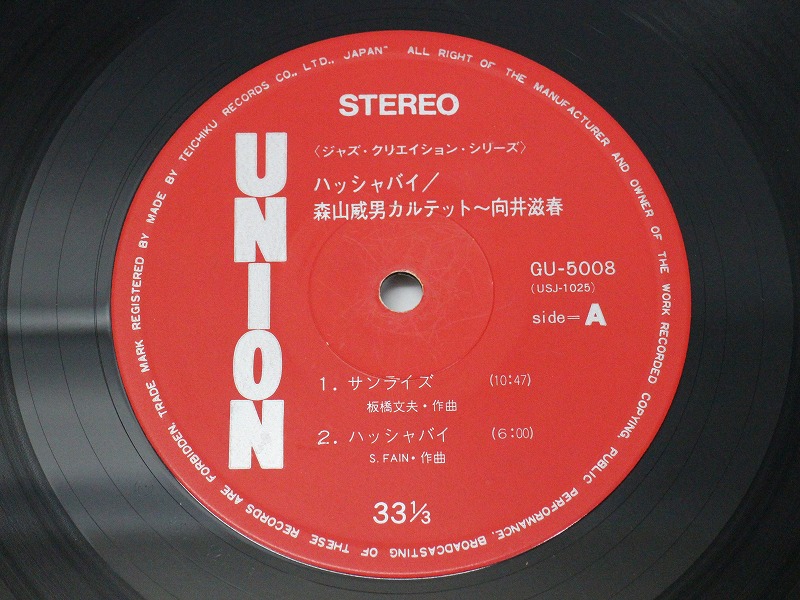 MADE BY TEICHIKU RECORDS CO., LTD., JAPAN" ALL RIGHT OF THE MANUFACTURER AND OWNER OF THE WORK RECORDED COPYING, PUBLIC PERFORMANCE, BROADCASTING OF THESE RECORDS ARE FORBIDDEN. TRADE MARK REGISTERED BY
STEREO
UNION
〈ジャズ・クリエイション・シリーズ〉
ハッシャバイ/
森山威男カルテット〜向井滋春
GU-5008
(USJ-1025)
side=A
1. サンライズ (10:47)
板橋文夫・作曲
2. ハッシャバイ (6:00)
S. FAIN・作曲
33⅓